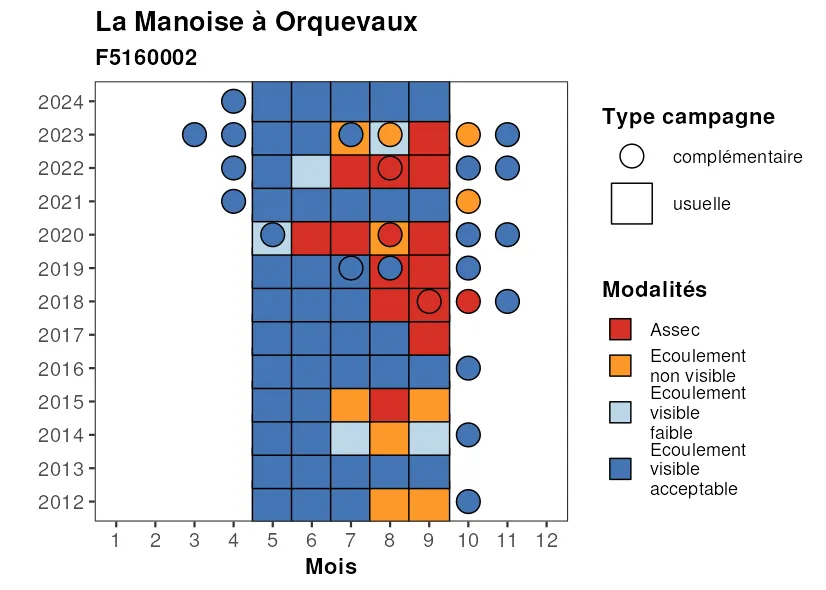 La Manoise à Orquevaux
F5160002
2024
2023
2022
2021
2020
2019
2018
2017
2016
2015
2014
2013
2012
1 2 3 4 5 6 7 8 9 10 11 12
Mois
Type campagne
complémentaire
usuelle
Modalités
Assec
Ecoulement
non visible
Ecoulement
visible
faible
Ecoulement
visible
acceptable